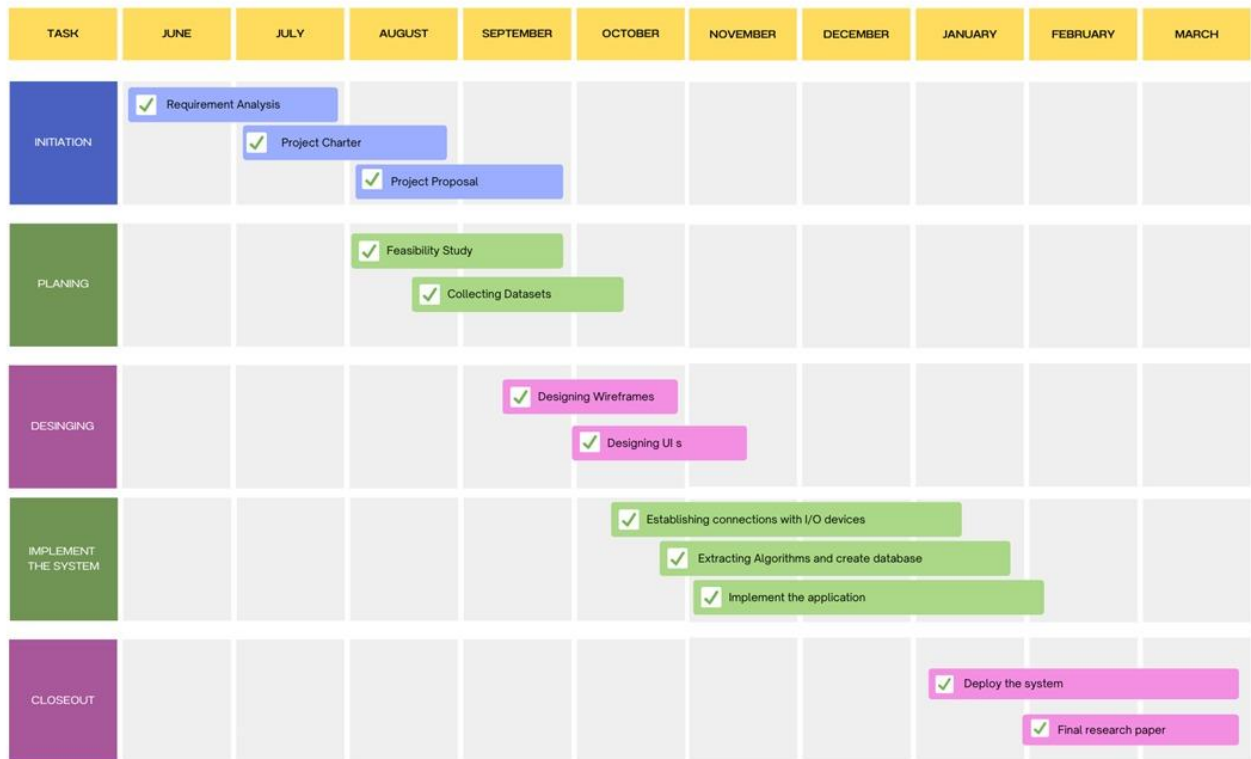 TASK JUNE JULY AUGUST SEPTEMBER OCTOBER NOVEMBER DECEMBER JANUARY FEBRUARY MARCH
INITIATION
Requirement Analysis
Project Charter
Project Proposal
PLANING
Feasibility Study
Collecting Datasets
DESINGING
Designing Wireframes
Designing UI s
IMPLEMENT
THE SYSTEM
Establishing connections with I/O devices
Extracting Algorithms and create database
Implement the application
CLOSEOUT
Deploy the system
Final research paper